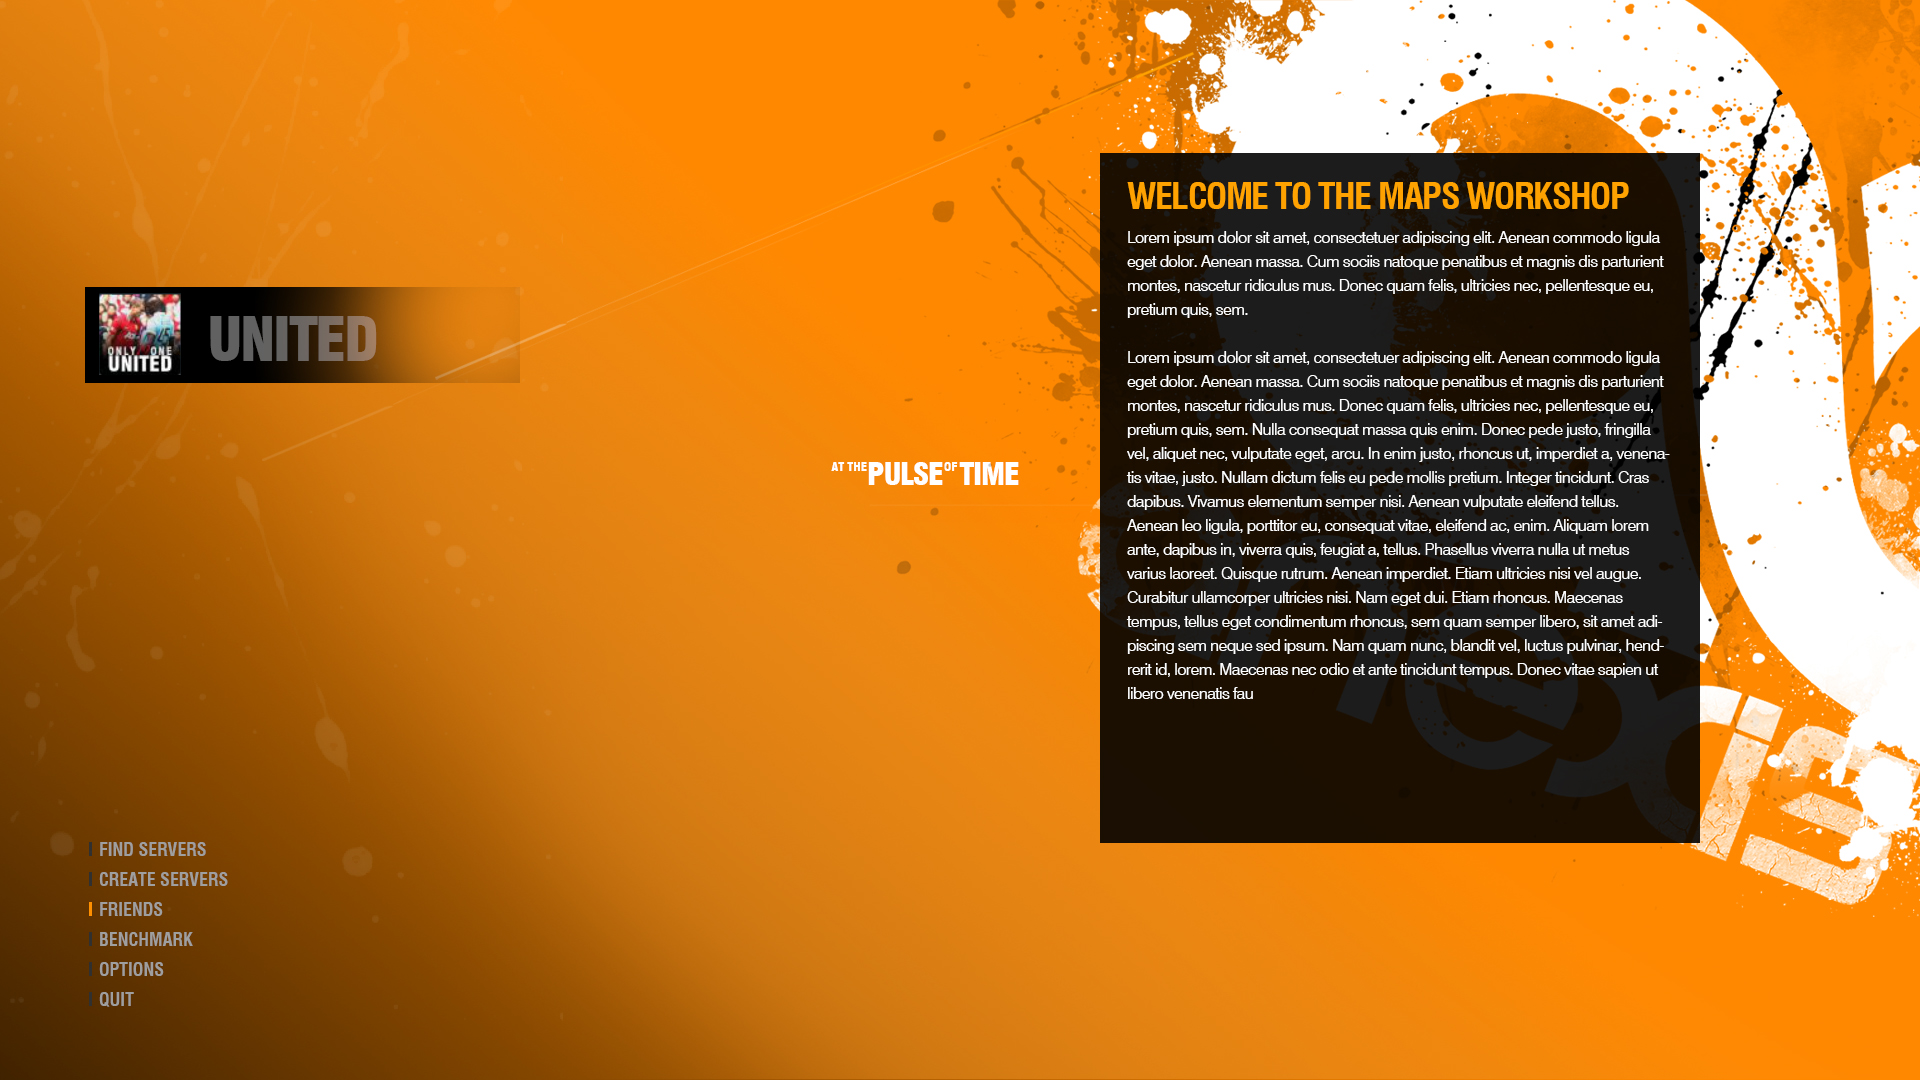 ONLY ONE
UNITED
UNITED
AT THE PULSE OF TIME
WELCOME TO THE MAPS WORKSHOP
Lorem ipsum dolor sit amet, consectetuer adipiscing elit. Aenean commodo ligula
eget dolor. Aenean massa. Cum sociis natoque penatibus et magnis dis parturient
montes, nascetur ridiculus mus. Donec quam felis, ultricies nec, pellentesque eu,
pretium quis, sem.
Lorem ipsum dolor sit amet, consectetuer adipiscing elit. Aenean commodo ligula
eget dolor. Aenean massa. Cum sociis natoque penatibus et magnis dis parturient
montes, nascetur ridiculus mus. Donec quam felis, ultricies nec, pellentesque eu,
pretium quis, sem. Nulla consequat massa quis enim. Donec pede justo, fringilla
vel, aliquet nec, vulputate eget, arcu. In enim justo, rhoncus ut, imperdiet a, venena-
tis vitae, justo. Nullam dictum felis eu pede mollis pretium. Integer tincidunt. Cras
dapibus. Vivamus elementum semper nisi. Aenean vulputate eleifend tellus.
Aenean leo ligula, porttitor eu, consequat vitae, eleifend ac, enim. Aliquam lorem
ante, dapibus in, viverra quis, feugiat a, tellus. Phasellus viverra nulla ut metus
varius laoreet. Quisque rutrum. Aenean imperdiet. Etiam ultricies nisi vel augue.
Curabitur ullamcorper ultricies nisi. Nam eget dui. Etiam rhoncus. Maecenas
tempus, tellus eget condimentum rhoncus, sem quam semper libero, sit amet adi-
piscing sem neque sed ipsum. Nam quam nunc, blandit vel, luctus pulvinar, hend-
rerit id, lorem. Maecenas nec odio et ante tincidunt tempus. Donec vitae sapien ut
libero venenatis fau
FIND SERVERS
CREATE SERVERS
FRIENDS
BENCHMARK
OPTIONS
QUIT